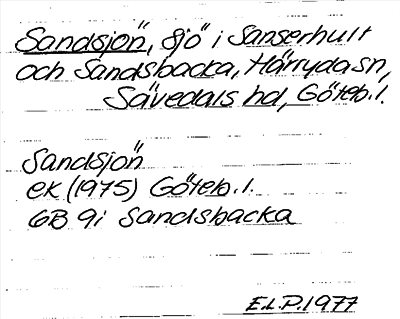 Sandsjön, sjö i Sanserhult
och Sandsbacka, Härryda sn,
Sävedals hd, Göteb. l.
Sandsjön
ek (1975) Göteb. l.
6B 9i Sandsbacka
E.L.P. 1977